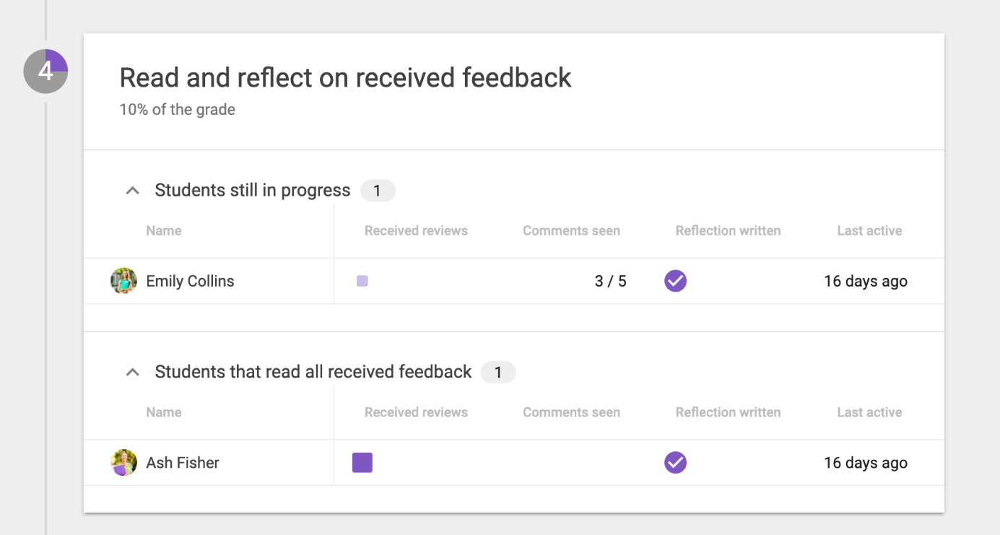 4
Read and reflect on received feedback
10% of the grade
Students still in progress 1
Name Received reviews Comments seen Reflection written Last active
Emily Collins 3 / 5 16 days ago
Students that read all received feedback 1
Name Received reviews Comments seen Reflection written Last active
Ash Fisher 16 days ago